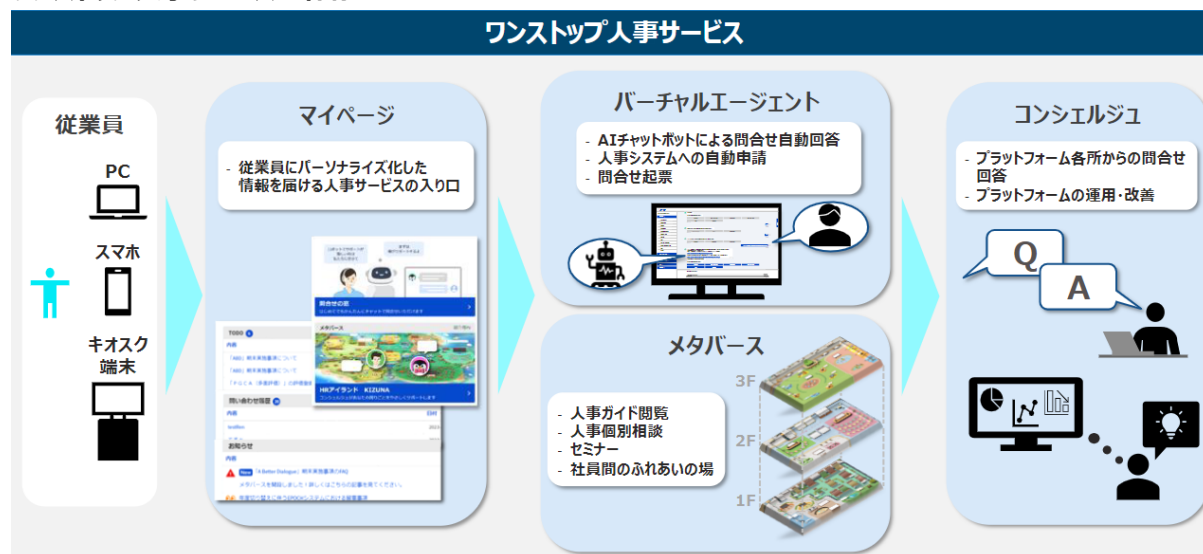 ワンストップ人事サービス
従業員
PC
スマホ
キオスク
端末
マイページ
- 従業員にパーソナライズ化した
情報を届ける人事サービスの入り口
問合せの窓
メタバース
HRアイランド KIZUNA
TODO
内容
問い合わせ履歴
内容
日付
お知らせ
内容
New
バーチャルエージェント
- AIチャットボットによる問合せ自動回答
- 人事システムへの自動申請
- 問合せ起票
メタバース
- 人事ガイド閲覧
- 人事個別相談
- セミナー
- 社員間のふれあいの場
3F
2F
1F
コンシェルジュ
- プラットフォーム各所からの問合せ
回答
- プラットフォームの運用・改善
Q
A